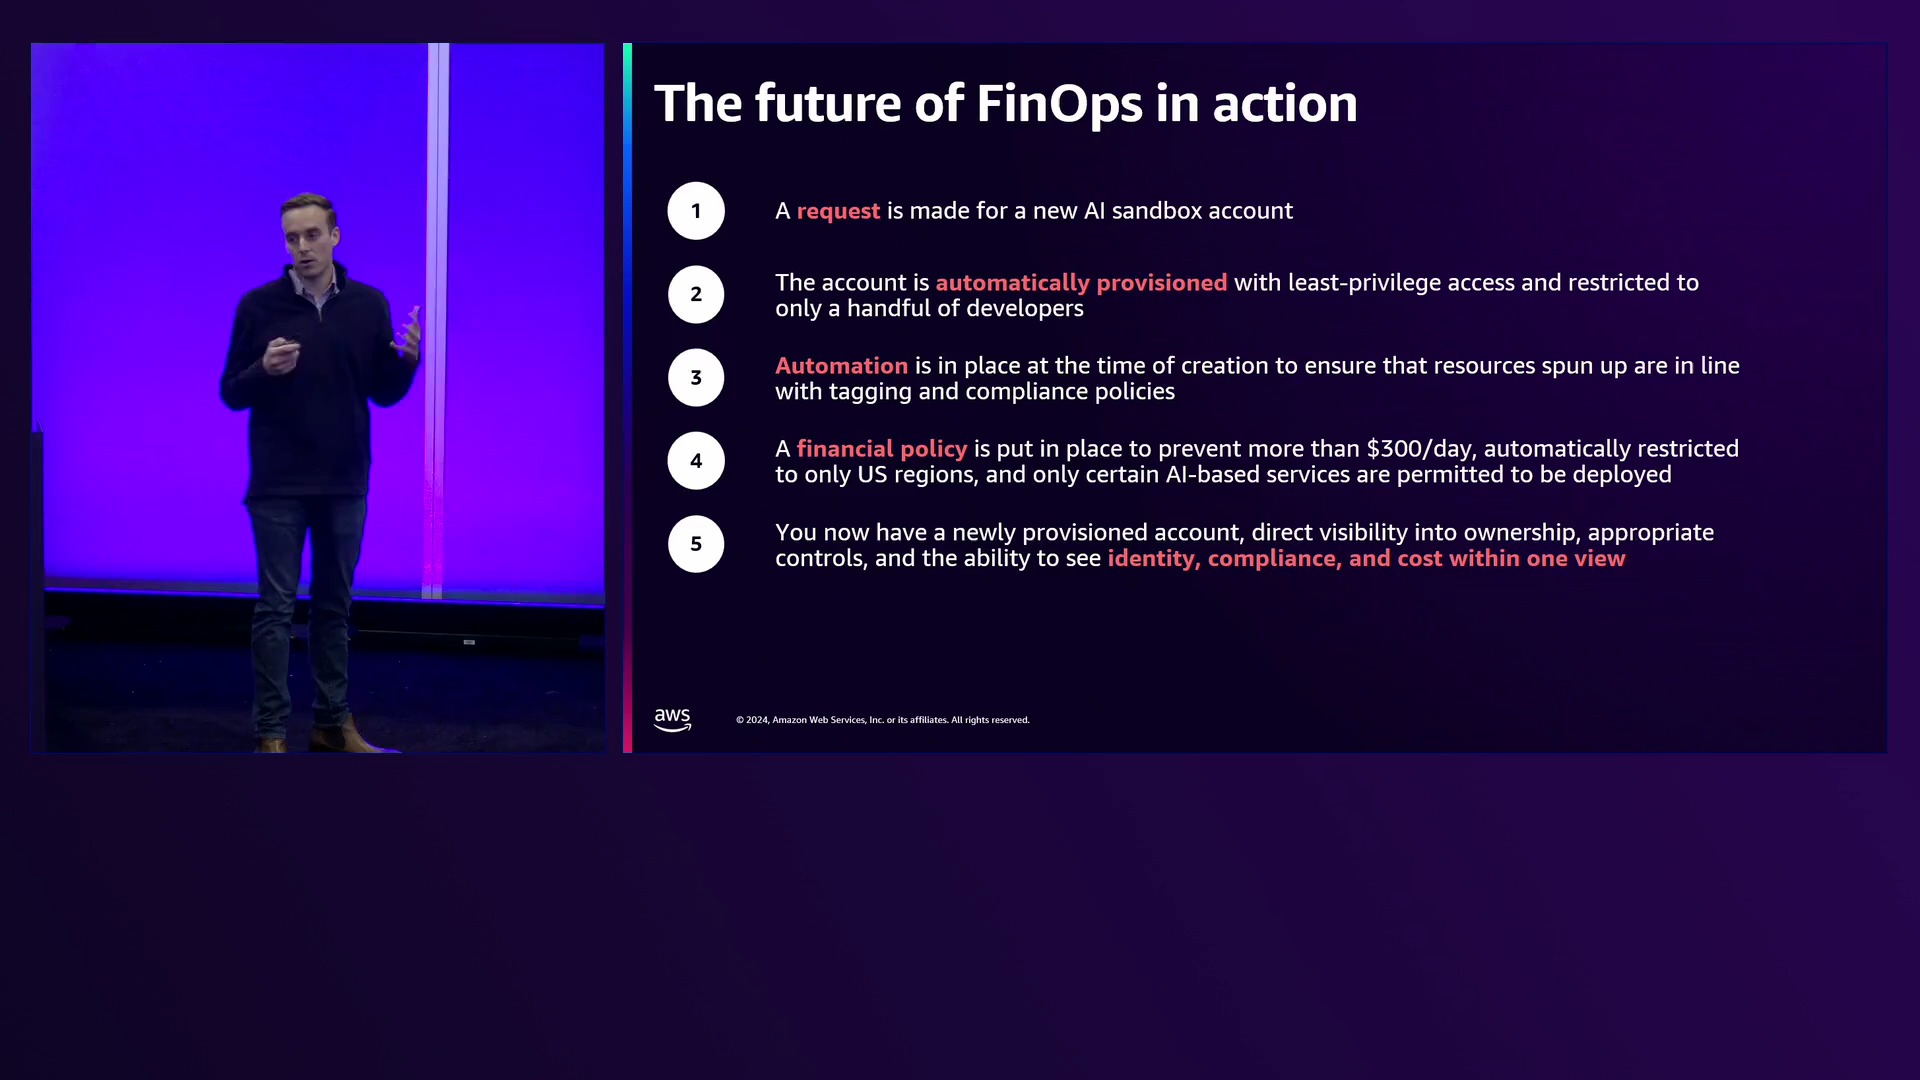 The future of FinOps in action
1
A request is made for a new AI sandbox account
2
The account is automatically provisioned with least-privilege access and restricted to
only a handful of developers
3
Automation is in place at the time of creation to ensure that resources spun up are in line
with tagging and compliance policies
4
A financial policy is put in place to prevent more than $300/day, automatically restricted
to only US regions, and only certain AI-based services are permitted to be deployed
5
You now have a newly provisioned account, direct visibility into ownership, appropriate
controls, and the ability to see identity, compliance, and cost within one view
aws
© 2024, Amazon Web Services, Inc. or its affiliates. All rights reserved.